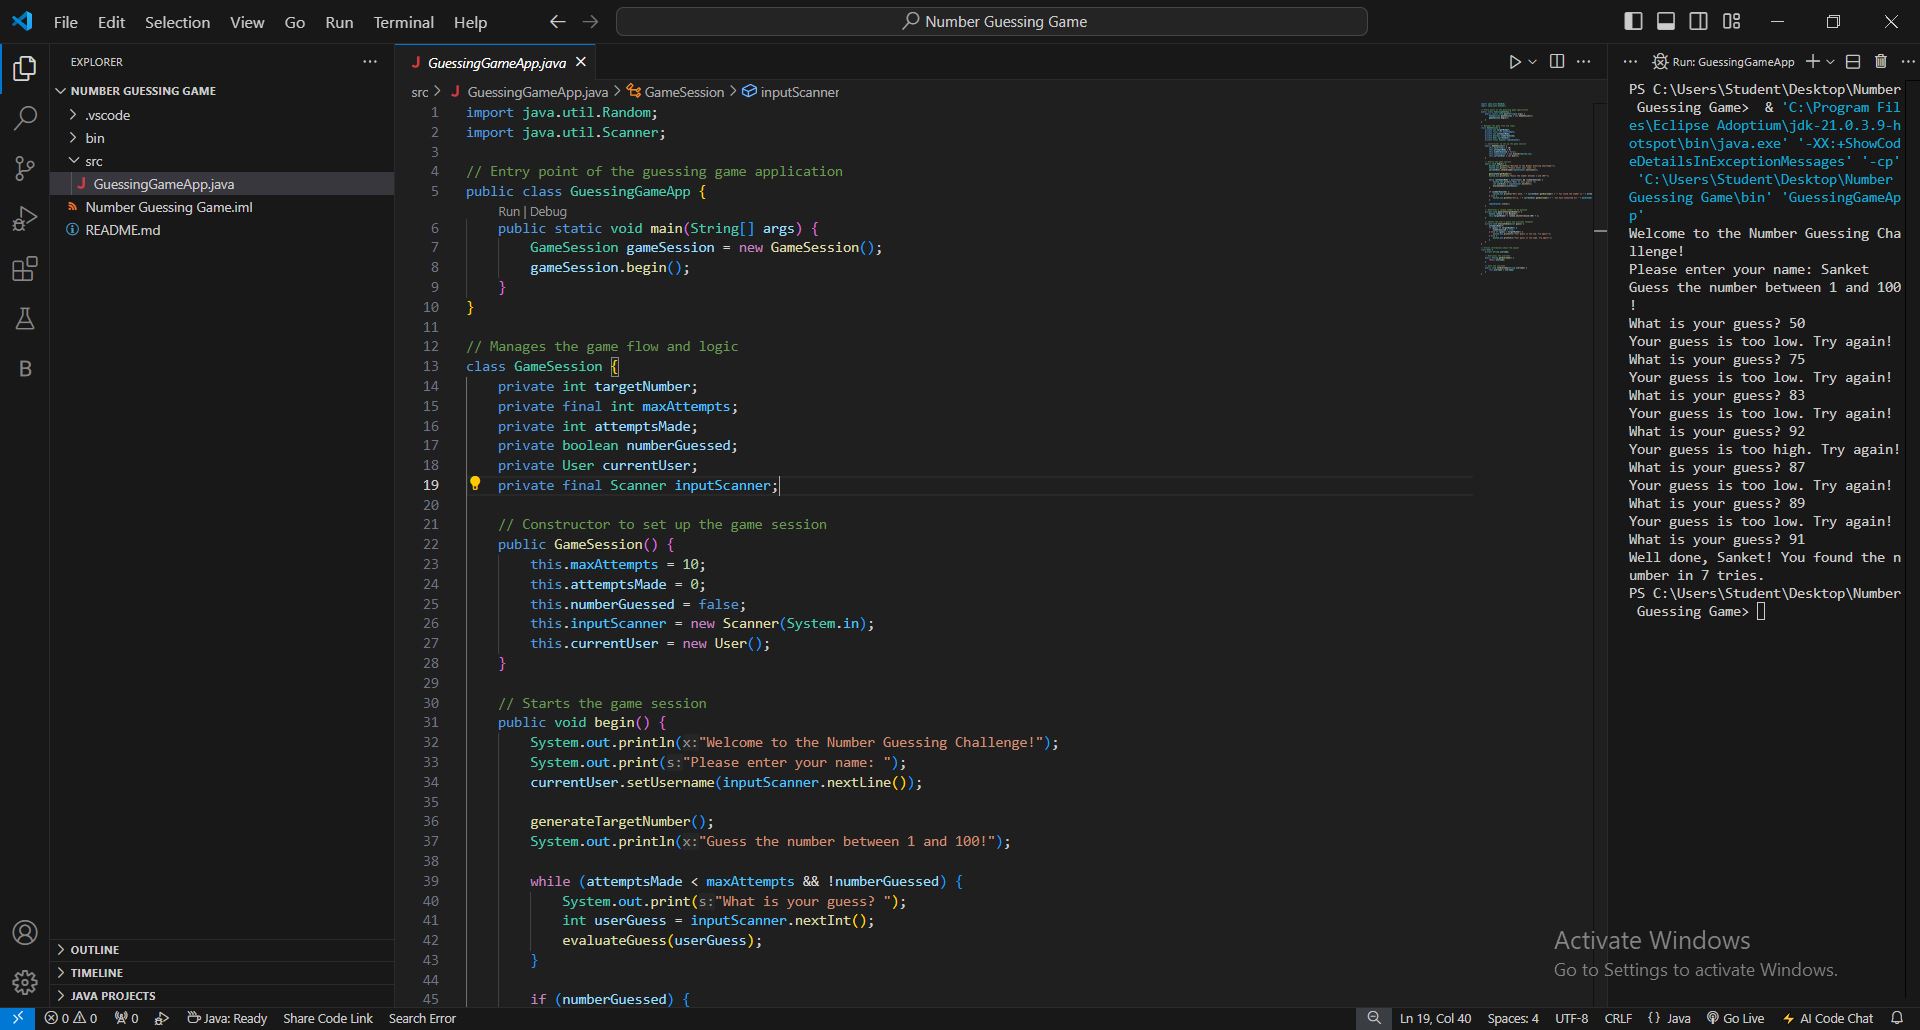 File Edit Selection View Go Run Terminal Help
Number Guessing Game
EXPLORER
NUMBER GUESSING GAME
.vscode
bin
src
J GuessingGameApp.java
Number Guessing Game.iml
README.md
B
OUTLINE
TIMELINE
JAVA PROJECTS
J GuessingGameApp.java
src > J GuessingGameApp.java > GameSession > inputScanner
1 import java.util.Random;
2 import java.util.Scanner;
3
4 // Entry point of the guessing game application
5 public class GuessingGameApp {
Run | Debug
6 public static void main(String[] args) {
7 GameSession gameSession = new GameSession();
8 gameSession.begin();
9 }
10 }
11
12 // Manages the game flow and logic
13 class GameSession {
14 private int targetNumber;
15 private final int maxAttempts;
16 private int attemptsMade;
17 private boolean numberGuessed;
18 private User currentUser;
19 private final Scanner inputScanner;
20
21 // Constructor to set up the game session
22 public GameSession() {
23 this.maxAttempts = 10;
24 this.attemptsMade = 0;
25 this.numberGuessed = false;
26 this.inputScanner = new Scanner(System.in);
27 this.currentUser = new User();
28 }
29
30 // Starts the game session
31 public void begin() {
32 System.out.println(x:"Welcome to the Number Guessing Challenge!");
33 System.out.print(s:"Please enter your name: ");
34 currentUser.setUsername(inputScanner.nextLine());
35
36 generateTargetNumber();
37 System.out.println(x:"Guess the number between 1 and 100!");
38
39 while (attemptsMade < maxAttempts && !numberGuessed) {
40 System.out.print(s:"What is your guess? ");
41 int userGuess = inputScanner.nextInt();
42 evaluateGuess(userGuess);
43 }
44
45 if (numberGuessed) {
Run: GuessingGameApp
PS C:\Users\Student\Desktop\Number
Guessing Game> & 'C:\Program Fil
es\Eclipse Adoptium\jdk-21.0.3.9-h
otspot\bin\java.exe' '-XX:+ShowCod
eDetailsInExceptionMessages' '-cp'
'C:\Users\Student\Desktop\Number
Guessing Game\bin' 'GuessingGameAp
p'
Welcome to the Number Guessing Cha
llenge!
Please enter your name: Sanket
Guess the number between 1 and 100
!
What is your guess? 50
Your guess is too low. Try again!
What is your guess? 75
Your guess is too low. Try again!
What is your guess? 83
Your guess is too low. Try again!
What is your guess? 92
Your guess is too high. Try again!
What is your guess? 87
Your guess is too low. Try again!
What is your guess? 89
Your guess is too low. Try again!
What is your guess? 91
Well done, Sanket! You found the n
umber in 7 tries.
PS C:\Users\Student\Desktop\Number
Guessing Game>
Activate Windows
Go to Settings to activate Windows.
0 0 0 Java: Ready Share Code Link Search Error Ln 19, Col 40 Spaces: 4 UTF-8 CRLF {} Java Go Live AI Code Chat